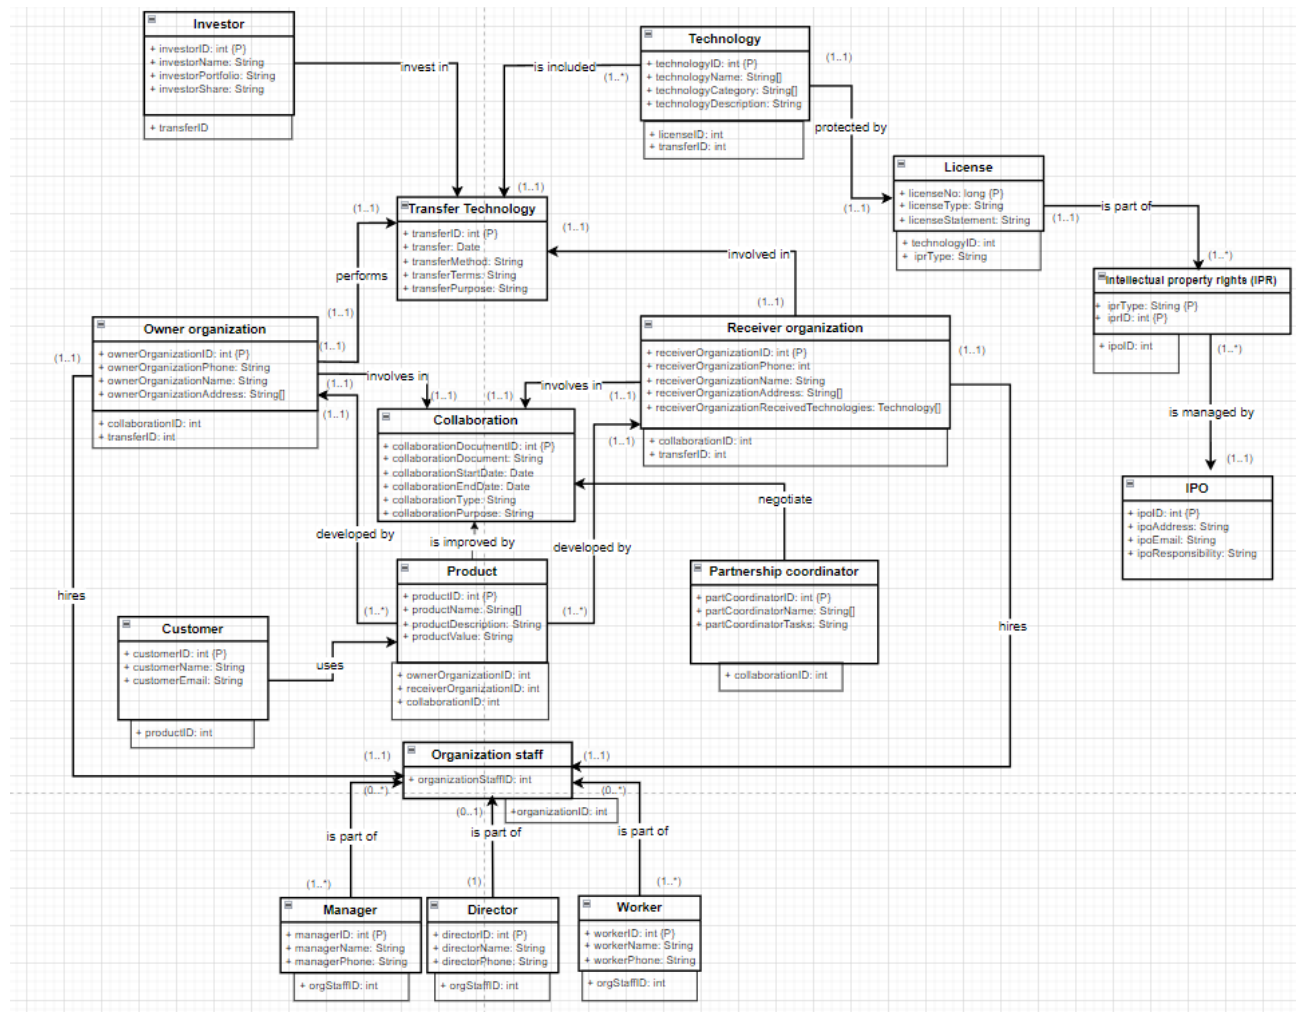 Investor
+ investorID: int {P}
+ investorName: String
+ investorPortfolio: String
+ investorShare: String
+ transferID
invest in
Technology
+ technologyID: int {P}
+ technologyName: String[]
+ technologyCategory: String[]
+ technologyDescription: String
+ licenseID: int
+ transferID: int
is included
(1..*)
(1..1)
protected by
License
+ licenseNo: long {P}
+ licenseType: String
+ licenseStatement: String
+ technologyID: int
+ iprType: String
(1..1)
(1..1)
is part of
(1..*)
Transfer Technology
+ transferID: int {P}
+ transfer: Date
+ transferMethod: String
+ transferTerms: String
+ transferPurpose: String
(1..1)
(1..1)
(1..1)
performs
(1..1)
involved in
(1..1)
Intellectual property rights (IPR)
+ iprType: String {P}
+ iprID: int {P}
+ ipoID: int
(1..*)
is managed by
(1..1)
Owner organization
+ ownerOrganizationID: int {P}
+ ownerOrganizationPhone: String
+ ownerOrganizationName: String
+ ownerOrganizationAddress: String[]
+ collaborationID: int
+ transferID: int
(1..1)
(1..1)
involves in
(1..1)
(1..1)
(1..1)
Receiver organization
+ receiverOrganizationID: int {P}
+ receiverOrganizationPhone: int
+ receiverOrganizationName: String
+ receiverOrganizationAddress: String[]
+ receiverOrganizationReceivedTechnologies: Technology[]
+ collaborationID: int
+ transferID: int
(1..1)
involves in
(1..1)
(1..1)
(1..1)
Collaboration
+ collaborationDocumentID: int {P}
+ collaborationDocument: String
+ collaborationStartDate: Date
+ collaborationEndDate: Date
+ collaborationType: String
+ collaborationPurpose: String
negotiate
IPO
+ ipoID: int {P}
+ ipoAddress: String
+ ipoEmail: String
+ ipoResponsibility: String
developed by
is improved by
developed by
Product
+ productID: int {P}
+ productName: String[]
+ productDescription: String
+ productValue: String
+ ownerOrganizationID: int
+ receiverOrganizationID: int
+ collaborationID: int
(1..*)
(1..*)
Partnership coordinator
+ partCoordinatorID: int {P}
+ partCoordinatorName: String[]
+ partCoordinatorTasks: String
+ collaborationID: int
hires
hires
Customer
+ customerID: int {P}
+ customerName: String
+ customerEmail: String
+ productID: int
uses
(1..1)
(1..1)
Organization staff
+ organizationStaffID: int
+organizationID: int
(0..*)
(0..1)
(0..*)
is part of
is part of
is part of
(1..*)
(1)
(1..*)
Manager
+ managerID: int {P}
+ managerName: String
+ managerPhone: String
+ orgStaffID: int
Director
+ directorID: int {P}
+ directorName: String
+ directorPhone: String
+ orgStaffID: int
Worker
+ workerID: int {P}
+ workerName: String
+ workerPhone: String
+ orgStaffID: int